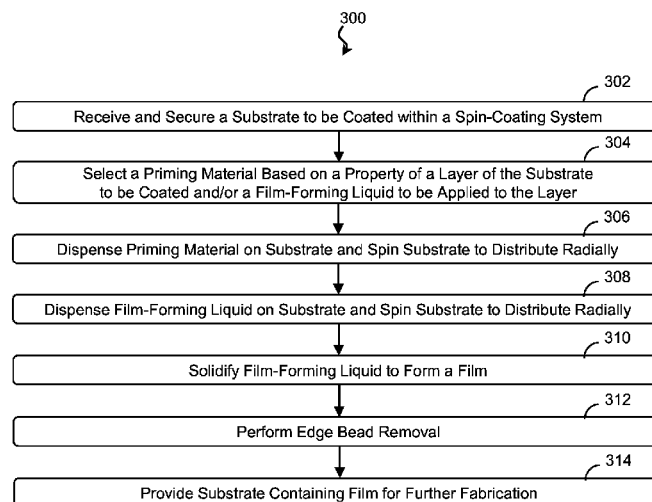 300
302
Receive and Secure a Substrate to be Coated within a Spin-Coating System
304
Select a Priming Material Based on a Property of a Layer of the Substrate
to be Coated and/or a Film-Forming Liquid to be Applied to the Layer
306
Dispense Priming Material on Substrate and Spin Substrate to Distribute Radially
308
Dispense Film-Forming Liquid on Substrate and Spin Substrate to Distribute Radially
310
Solidify Film-Forming Liquid to Form a Film
312
Perform Edge Bead Removal
314
Provide Substrate Containing Film for Further Fabrication